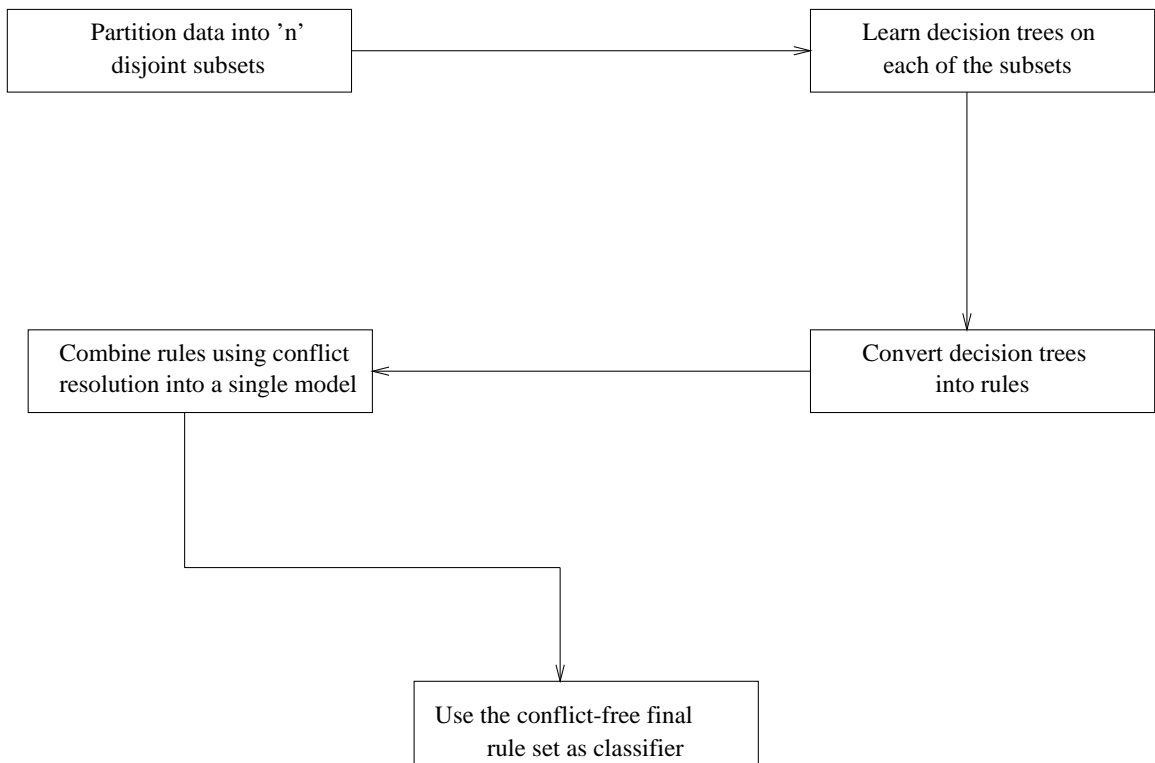 Partition data into ’n’
disjoint subsets
Learn decision trees on
each of the subsets
Convert decision trees
into rules
Combine rules using conflict
resolution into a single model
Use the conflict-free final
rule set as classifier